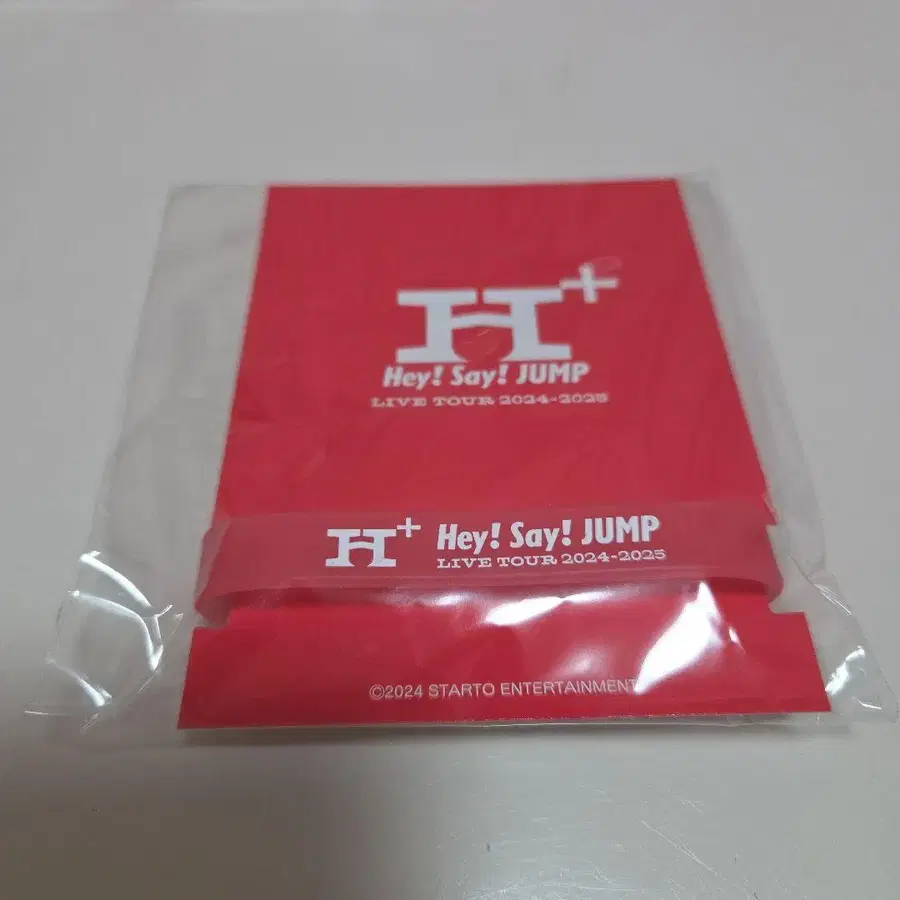 H+
Hey! Say! JUMP
LIVE TOUR 2024-2025
H+ Hey! Say! JUMP
LIVE TOUR 2024-2025
©2024 STARTO ENTERTAINMENT